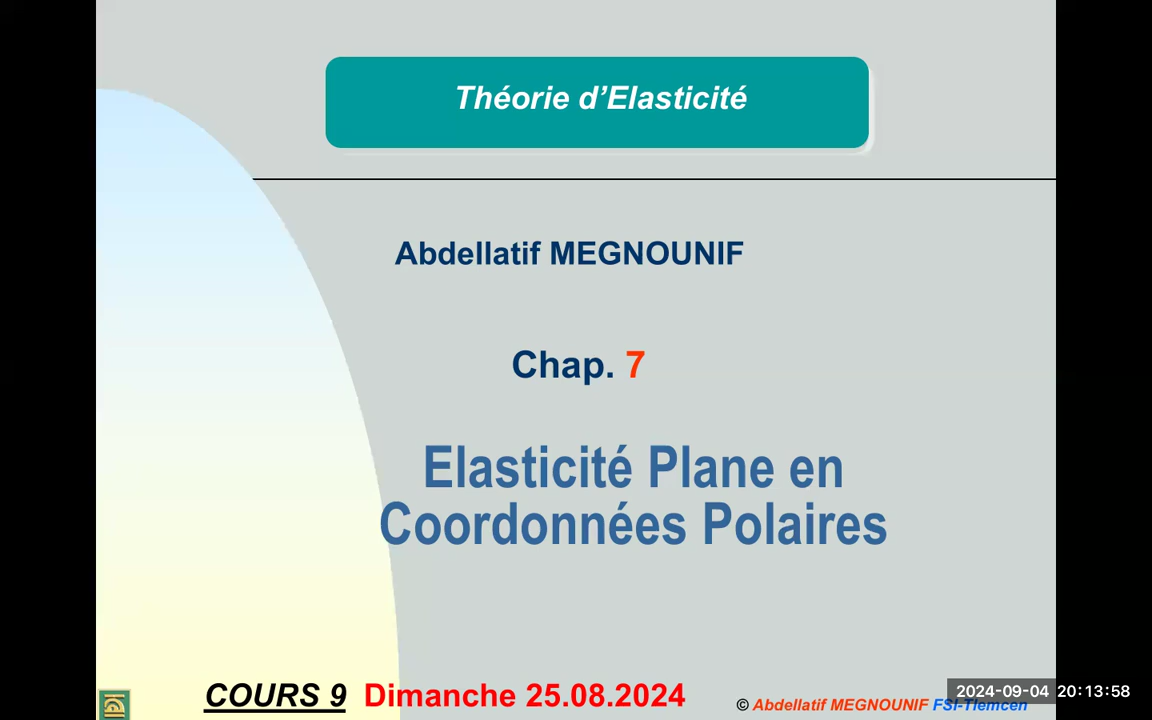 Théorie d’Elasticité
Abdellatif MEGNOUNIF
Chap. 7
Elasticité Plane en
Coordonnées Polaires
COURS 9 Dimanche 25.08.2024
© Abdellatif MEGNOUNIF FSI-Tlemcen
2024-09-04 20:13:58